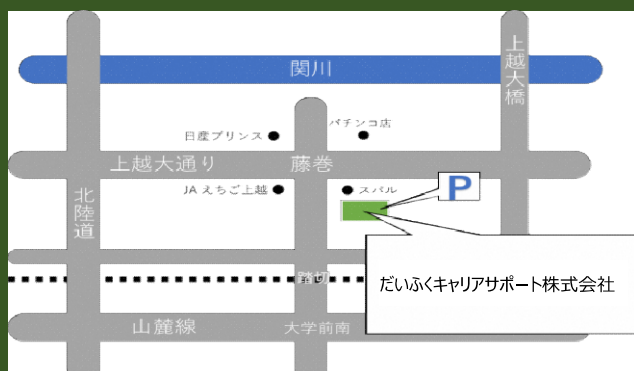 関川
上越大橋
パチンコ店
日産プリンス
上越大通り
藤巻
JA えちご上越
スバル
P
北陸道
踏切
だいふくキャリアサポート株式会社
山麓線
大学前南